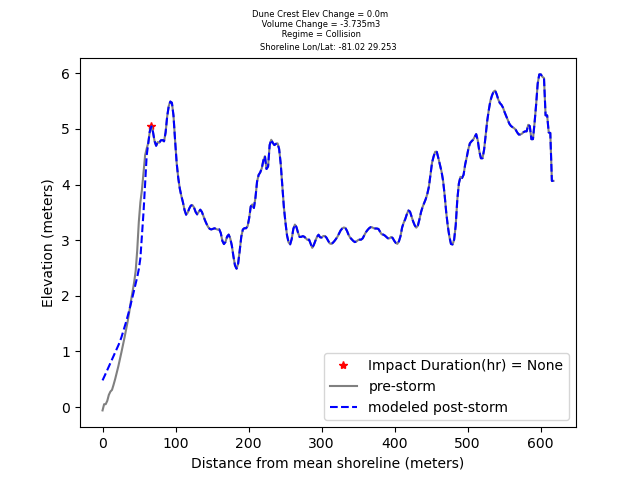 Dune Crest Elev Change = 0.0m
Volume Change = -3.735m3
Regime = Collision
Shoreline Lon/Lat: -81.02 29.253
6
5
4
3
2
1
0
Elevation (meters)
Impact Duration(hr) = None
pre-storm
modeled post-storm
0 100 200 300 400 500 600
Distance from mean shoreline (meters)